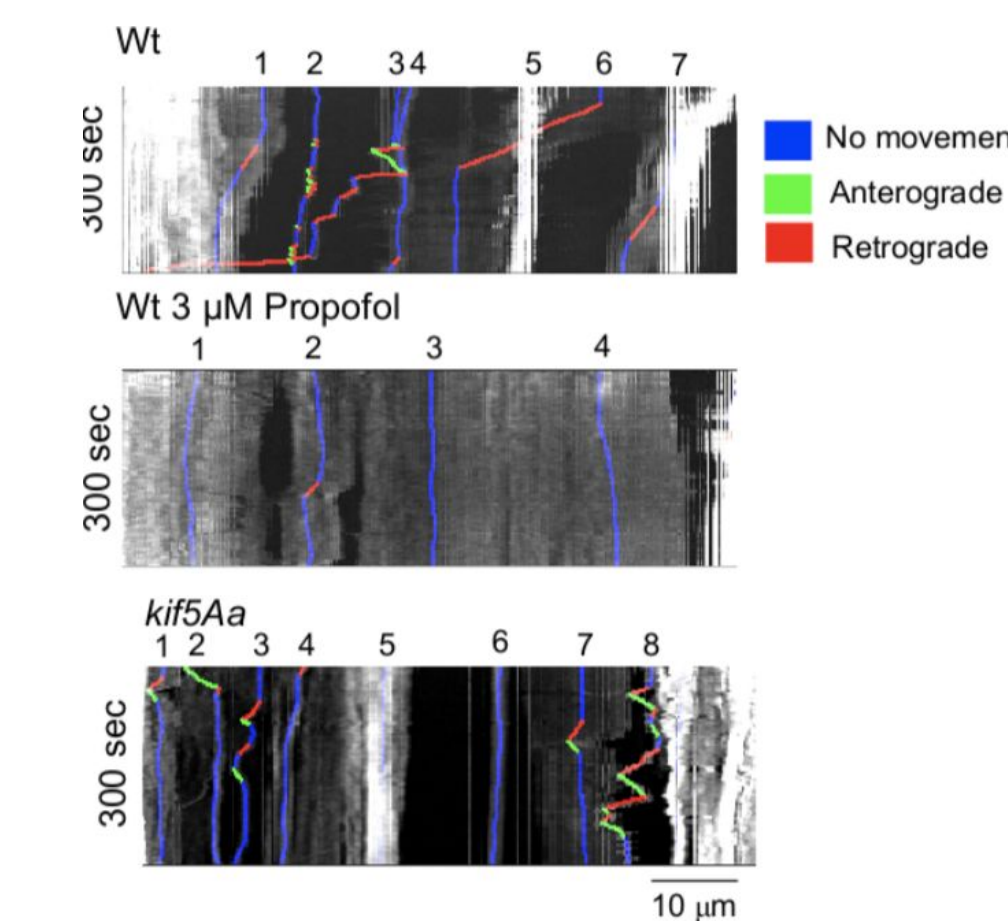 Wt
1 2 3 4 5 6 7
300 sec
No movemen
Anterograde
Retrograde
Wt 3 µM Propofol
1 2 3 4
300 sec
kif5Aa
1 2 3 4 5 6 7 8
300 sec
10 µm